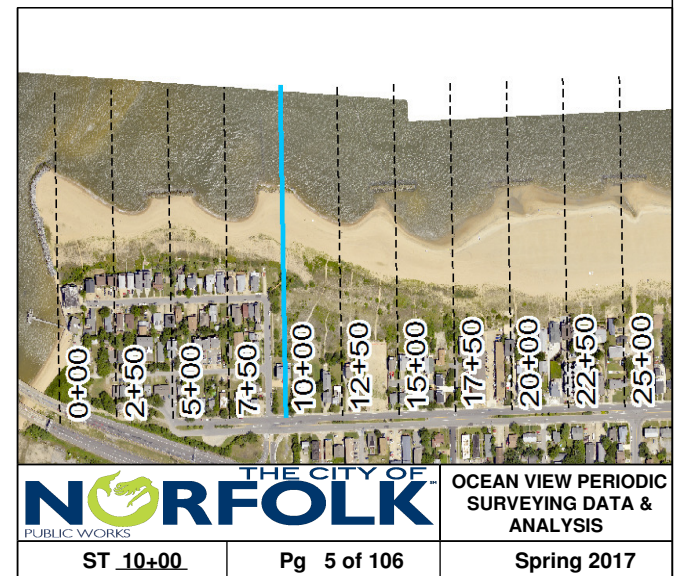 0+00
2+50
5+00
7+50
10+00
12+50
15+00
17+50
20+00
22+50
25+00
THE CITY OF
NORFOLK
PUBLIC WORKS
OCEAN VIEW PERIODIC
SURVEYING DATA &
ANALYSIS
ST 10+00
Pg 5 of 106
Spring 2017